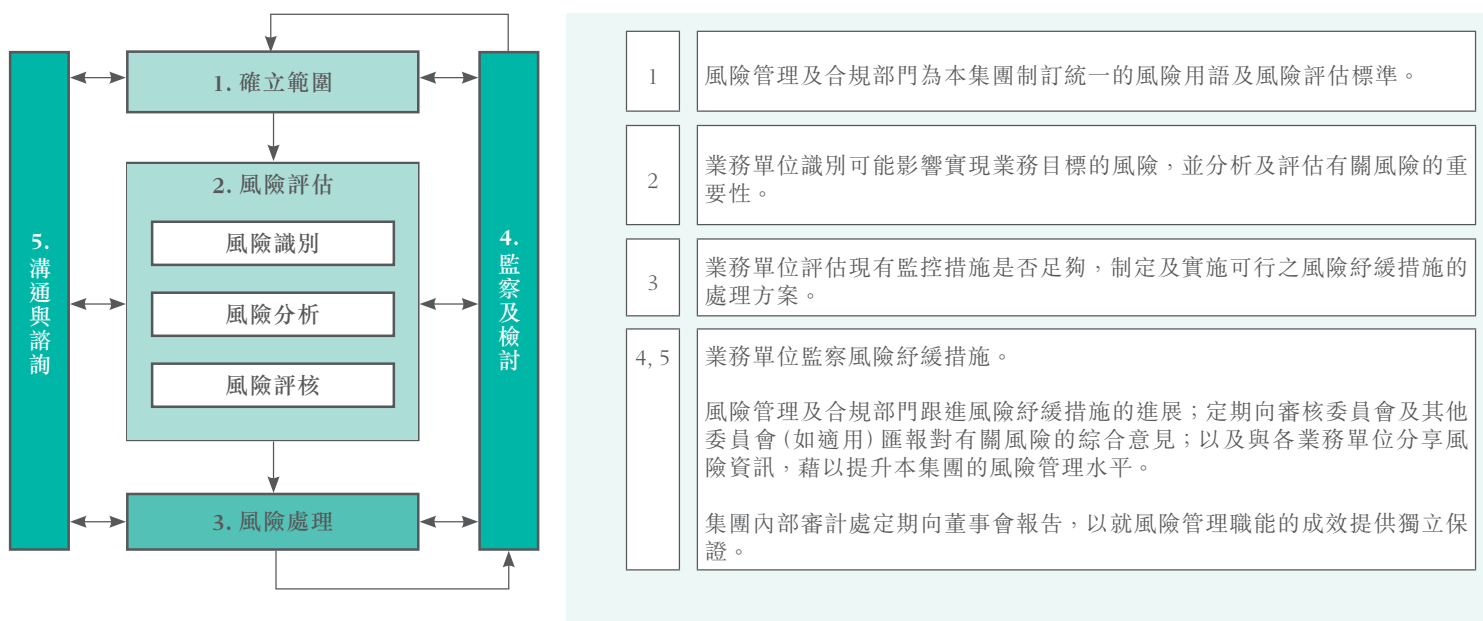 1. 確立範圍
2. 風險評估
風險識別
風險分析
風險評核
3. 風險處理
5. 溝通與諮詢
4. 監察及檢討
1
風險管理及合規部門為本集團制訂統一的風險用語及風險評估標準。
2
業務單位識別可能影響實現業務目標的風險，並分析及評估有關風險的重
要性。
3
業務單位評估現有監控措施是否足夠，制定及實施可行之風險紓緩措施的
處理方案。
4, 5
業務單位監察風險紓緩措施。
風險管理及合規部門跟進風險紓緩措施的進展；定期向審核委員會及其他
委員會(如適用)匯報對有關風險的綜合意見；以及與各業務單位分享風
險資訊，藉以提升本集團的風險管理水平。
集團內部審計處定期向董事會報告，以就風險管理職能的成效提供獨立保
證。